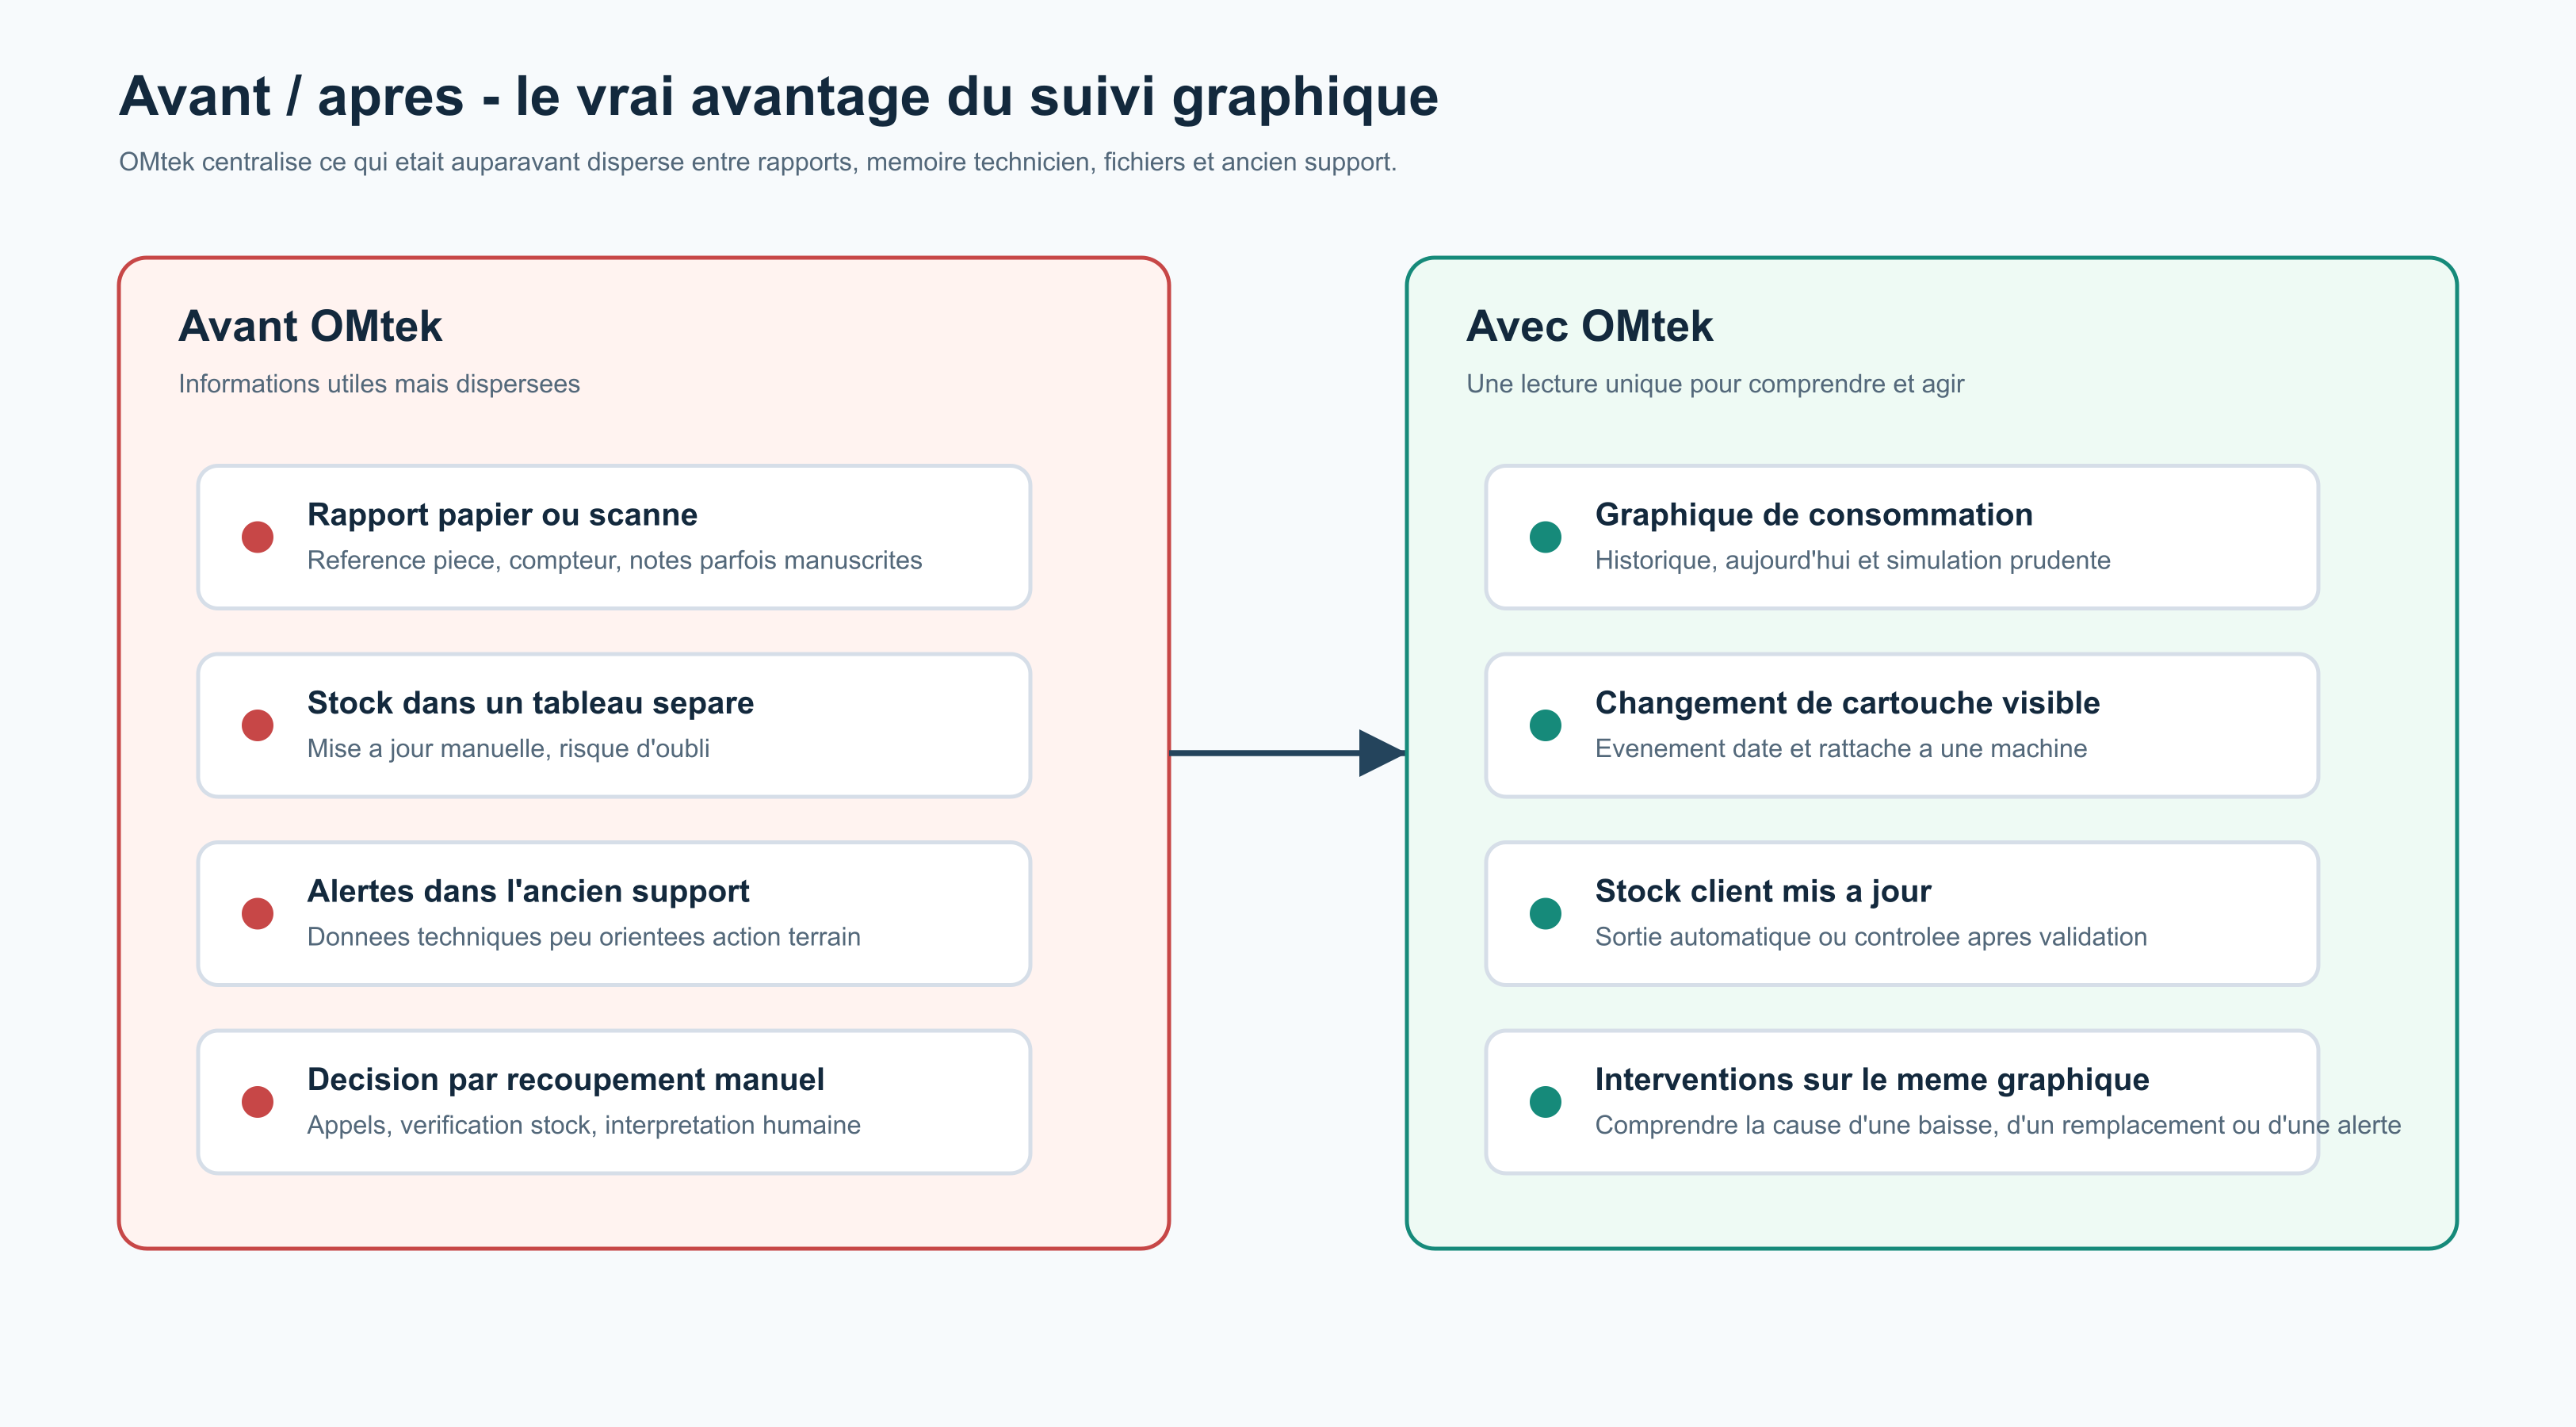 Avant / apres - le vrai avantage du suivi graphique
OMtek centralise ce qui etait auparavant disperse entre rapports, memoire technicien, fichiers et ancien support.
Avant OMtek
Informations utiles mais dispersees
Rapport papier ou scanne
Reference piece, compteur, notes parfois manuscrites
Stock dans un tableau separe
Mise a jour manuelle, risque d'oubli
Alertes dans l'ancien support
Donnees techniques peu orientees action terrain
Decision par recoupement manuel
Appels, verification stock, interpretation humaine
Avec OMtek
Une lecture unique pour comprendre et agir
Graphique de consommation
Historique, aujourd'hui et simulation prudente
Changement de cartouche visible
Evenement date et rattache a une machine
Stock client mis a jour
Sortie automatique ou controlee apres validation
Interventions sur le meme graphique
Comprendre la cause d'une baisse, d'un remplacement ou d'une alerte